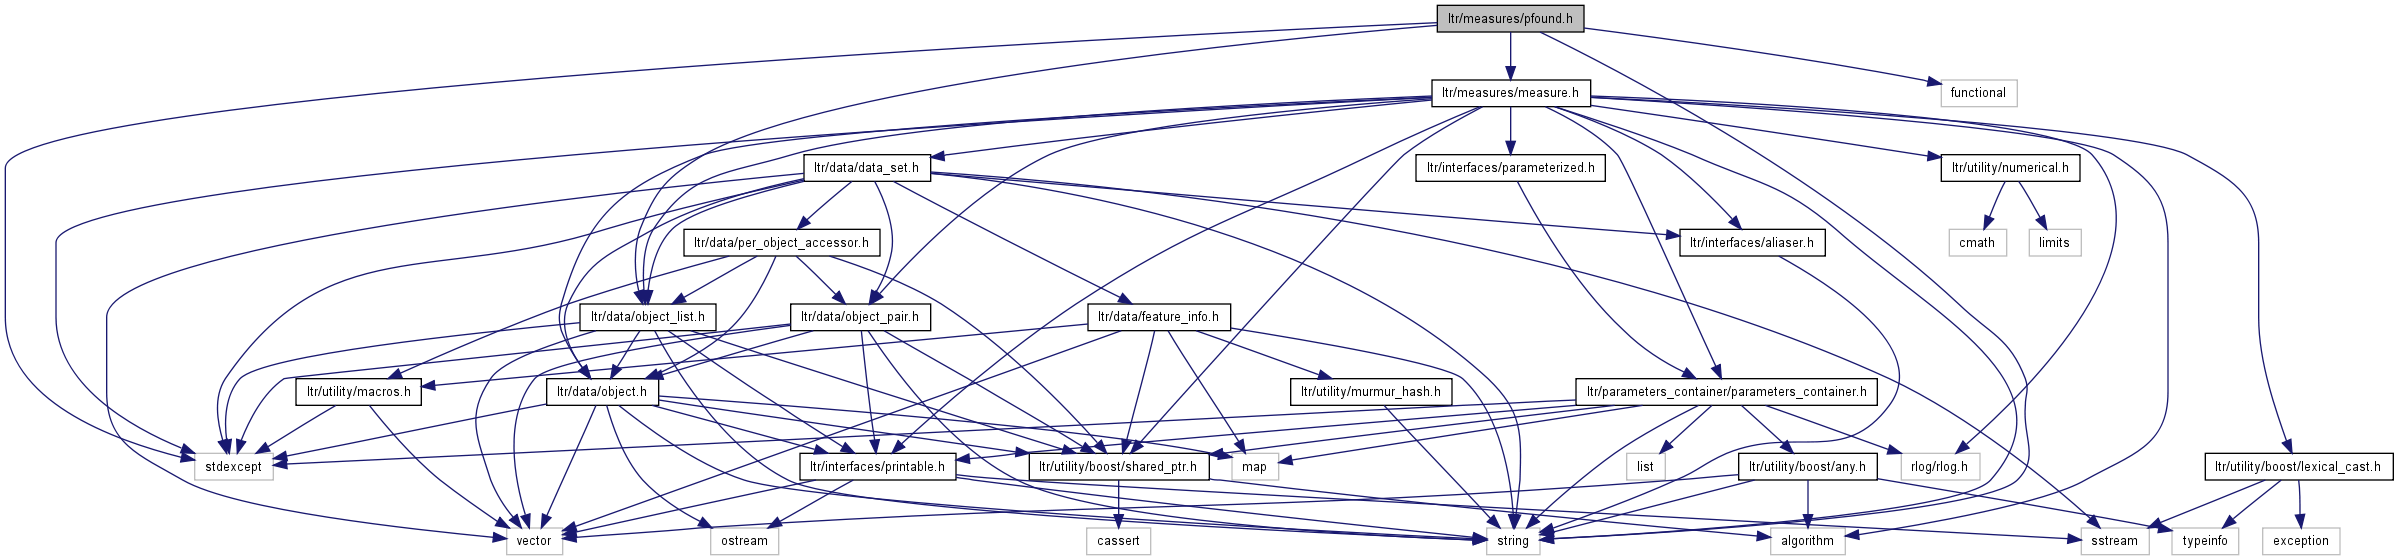 ltr/measures/pfound.h
ltr/measures/measure.h
functional
ltr/data/data_set.h
ltr/interfaces/parameterized.h
ltr/utility/numerical.h
ltr/data/per_object_accessor.h
ltr/interfaces/aliaser.h
cmath
limits
ltr/data/object_list.h
ltr/data/object_pair.h
ltr/data/feature_info.h
ltr/utility/macros.h
ltr/data/object.h
ltr/utility/murmur_hash.h
ltr/parameters_container/parameters_container.h
stdexcept
ltr/interfaces/printable.h
ltr/utility/boost/shared_ptr.h
map
list
ltr/utility/boost/any.h
rlog/rlog.h
ltr/utility/boost/lexical_cast.h
vector
ostream
cassert
string
algorithm
sstream
typeinfo
exception